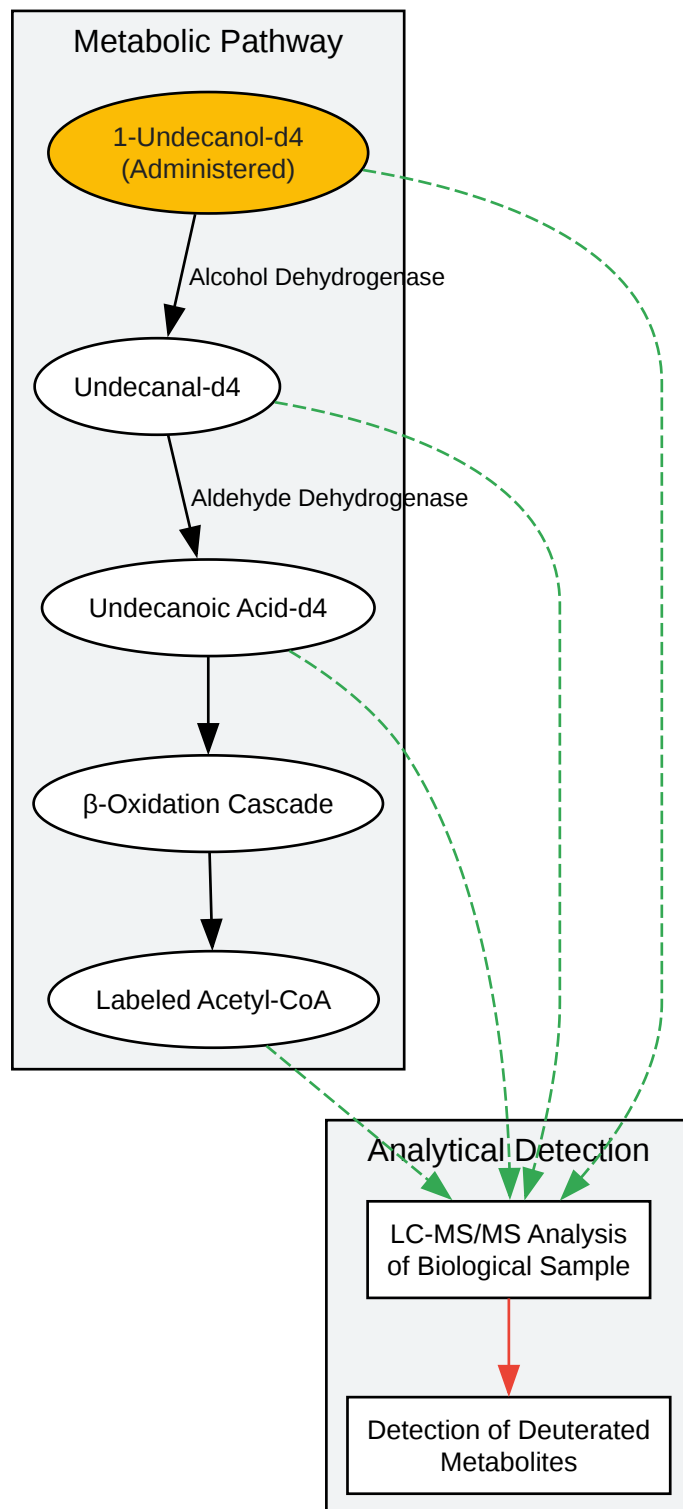 Metabolic Pathway
1-Undecanol-d4
(Administered)
Alcohol Dehydrogenase
Undecanal-d4
Aldehyde Dehydrogenase
Undecanoic Acid-d4
β-Oxidation Cascade
Labeled Acetyl-CoA
Analytical Detection
LC-MS/MS Analysis
of Biological Sample
Detection of Deuterated
Metabolites